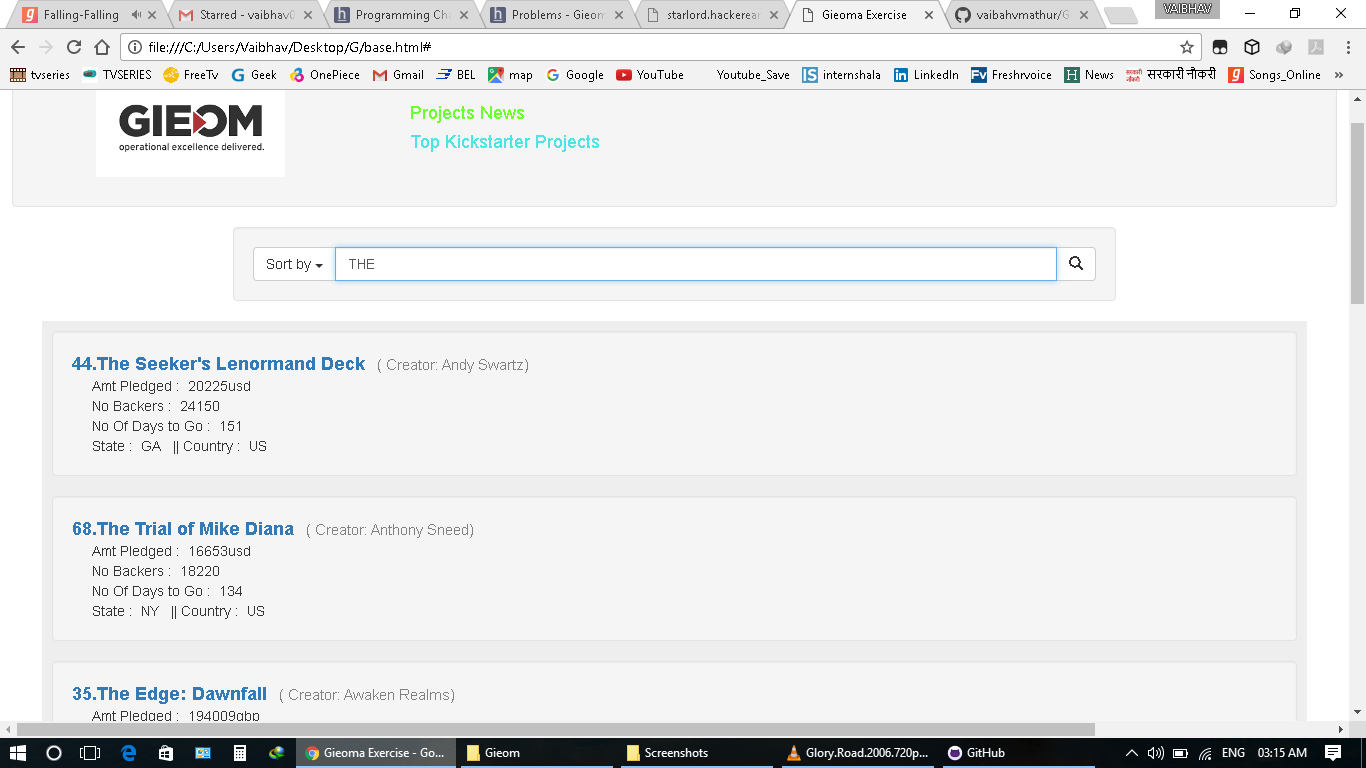 Falling-Falling
Starred - vaibhav0
Programming Cha
Problems - Gieom
starlord.hackerear
Gieoma Exercise
vaibahvmathur/G
VAIBHAV
file:///C:/Users/Vaibhav/Desktop/G/base.html#
tvseries TVSERIES FreeTv Geek OnePiece Gmail BEL map Google YouTube Youtube_Save internshala LinkedIn Freshrvoice News सरकारी नौकरी Songs_Online »
GIEOM
operational excellence delivered.
Projects News
Top Kickstarter Projects
Sort by THE
44.The Seeker's Lenormand Deck ( Creator: Andy Swartz)
Amt Pledged : 20225usd
No Backers : 24150
No Of Days to Go : 151
State : GA || Country : US
68.The Trial of Mike Diana ( Creator: Anthony Sneed)
Amt Pledged : 16653usd
No Backers : 18220
No Of Days to Go : 134
State : NY || Country : US
35.The Edge: Dawnfall ( Creator: Awaken Realms)
Amt Pledged : 194009gbp
Gieoma Exercise - Go... Gieom Screenshots Glory.Road.2006.720p... GitHub ENG 03:15 AM